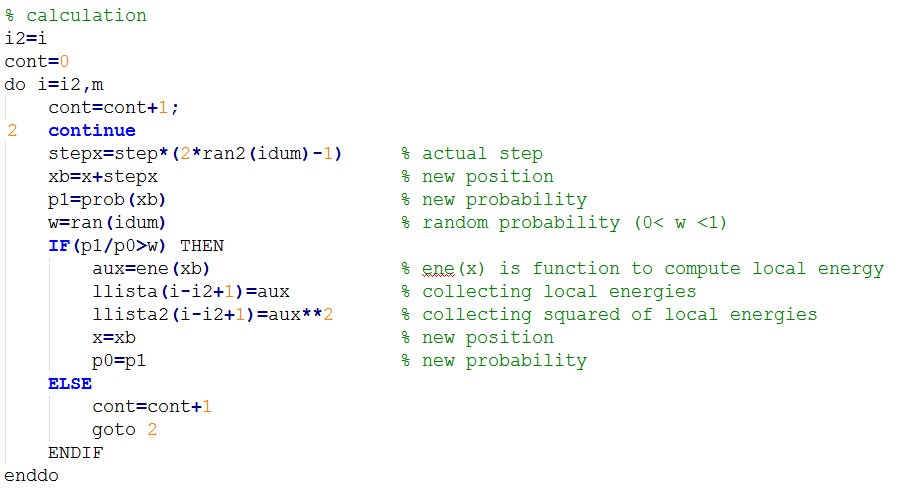 % calculation
i2=i
cont=0
do i=i2,m
    cont=cont+1;
2   continue
    stepx=step*(2*ran2(idum)-1)     % actual step
    xb=x+stepx                      % new position
    p1=prob(xb)                     % new probability
    w=ran(idum)                     % random probability (0< w <1)
    IF(p1/p0>w) THEN
        aux=ene(xb)                 % ene(x) is function to compute local energy
        llista(i-i2+1)=aux          % collecting local energies
        llista2(i-i2+1)=aux**2      % collecting squared of local energies
        x=xb                        % new position
        p0=p1                       % new probability
    ELSE
        cont=cont+1
        goto 2
    ENDIF
enddo